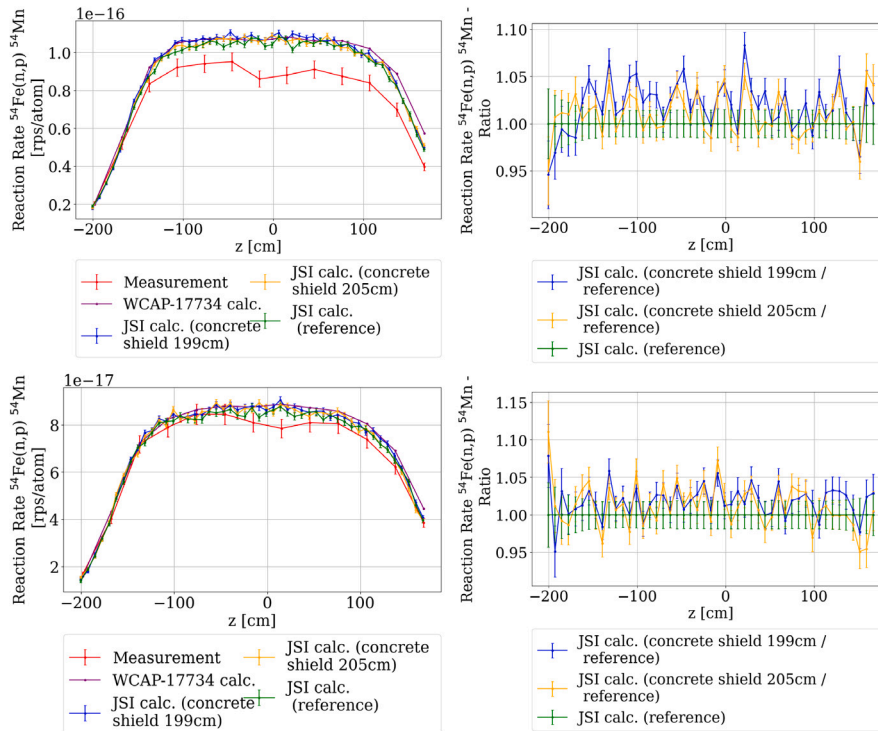 1e−16
Reaction Rate ⁵⁴Fe(n,p) ⁵⁴Mn
[rps/atom]
1.0
0.8
0.6
0.4
0.2
−200
−100
0
100
z [cm]
Measurement
WCAP-17734 calc.
JSI calc. (concrete
shield 199cm)
JSI calc. (concrete
shield 205cm)
JSI calc.
(reference)
Reaction Rate ⁵⁴Fe(n,p) ⁵⁴Mn -
Ratio
1.10
1.05
1.00
0.95
−200
−100
0
100
z [cm]
JSI calc. (concrete shield 199cm /
reference)
JSI calc. (concrete shield 205cm /
reference)
JSI calc. (reference)
1e−17
Reaction Rate ⁵⁴Fe(n,p) ⁵⁴Mn
[rps/atom]
8
6
4
2
−200
−100
0
100
z [cm]
Measurement
WCAP-17734 calc.
JSI calc. (concrete
shield 199cm)
JSI calc. (concrete
shield 205cm)
JSI calc.
(reference)
Reaction Rate ⁵⁴Fe(n,p) ⁵⁴Mn -
Ratio
1.15
1.10
1.05
1.00
0.95
−200
−100
0
100
z [cm]
JSI calc. (concrete shield 199cm /
reference)
JSI calc. (concrete shield 205cm /
reference)
JSI calc. (reference)